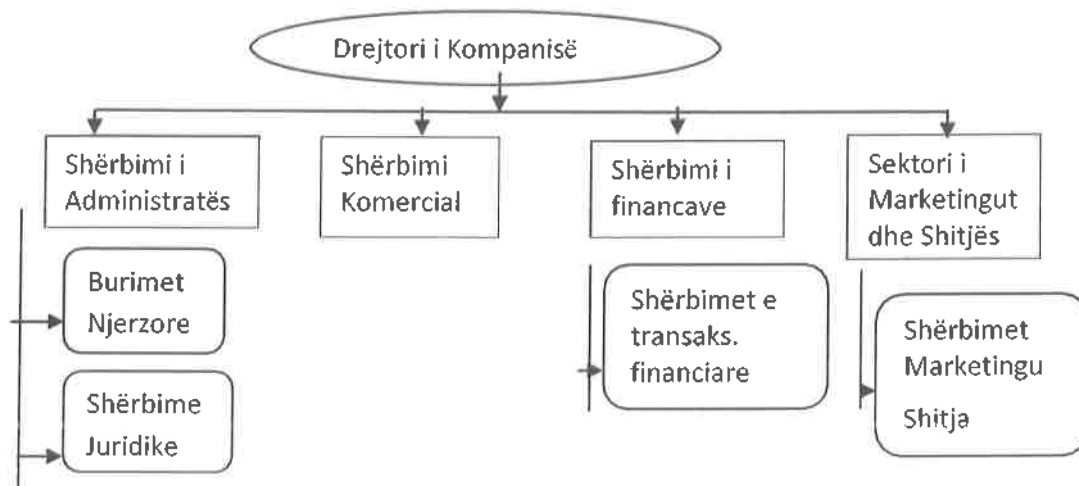 Drejtori i Kompanisë
Shërbimi i
Administratës
Shërbimi
Komercial
Shërbimi i
financave
Sektori i
Marketingut
dhe Shitjës
Burimet
Njerzore
Shërbime
Juridike
Shërbimet e
transaks.
financiare
Shërbimet
Marketingu
Shitja